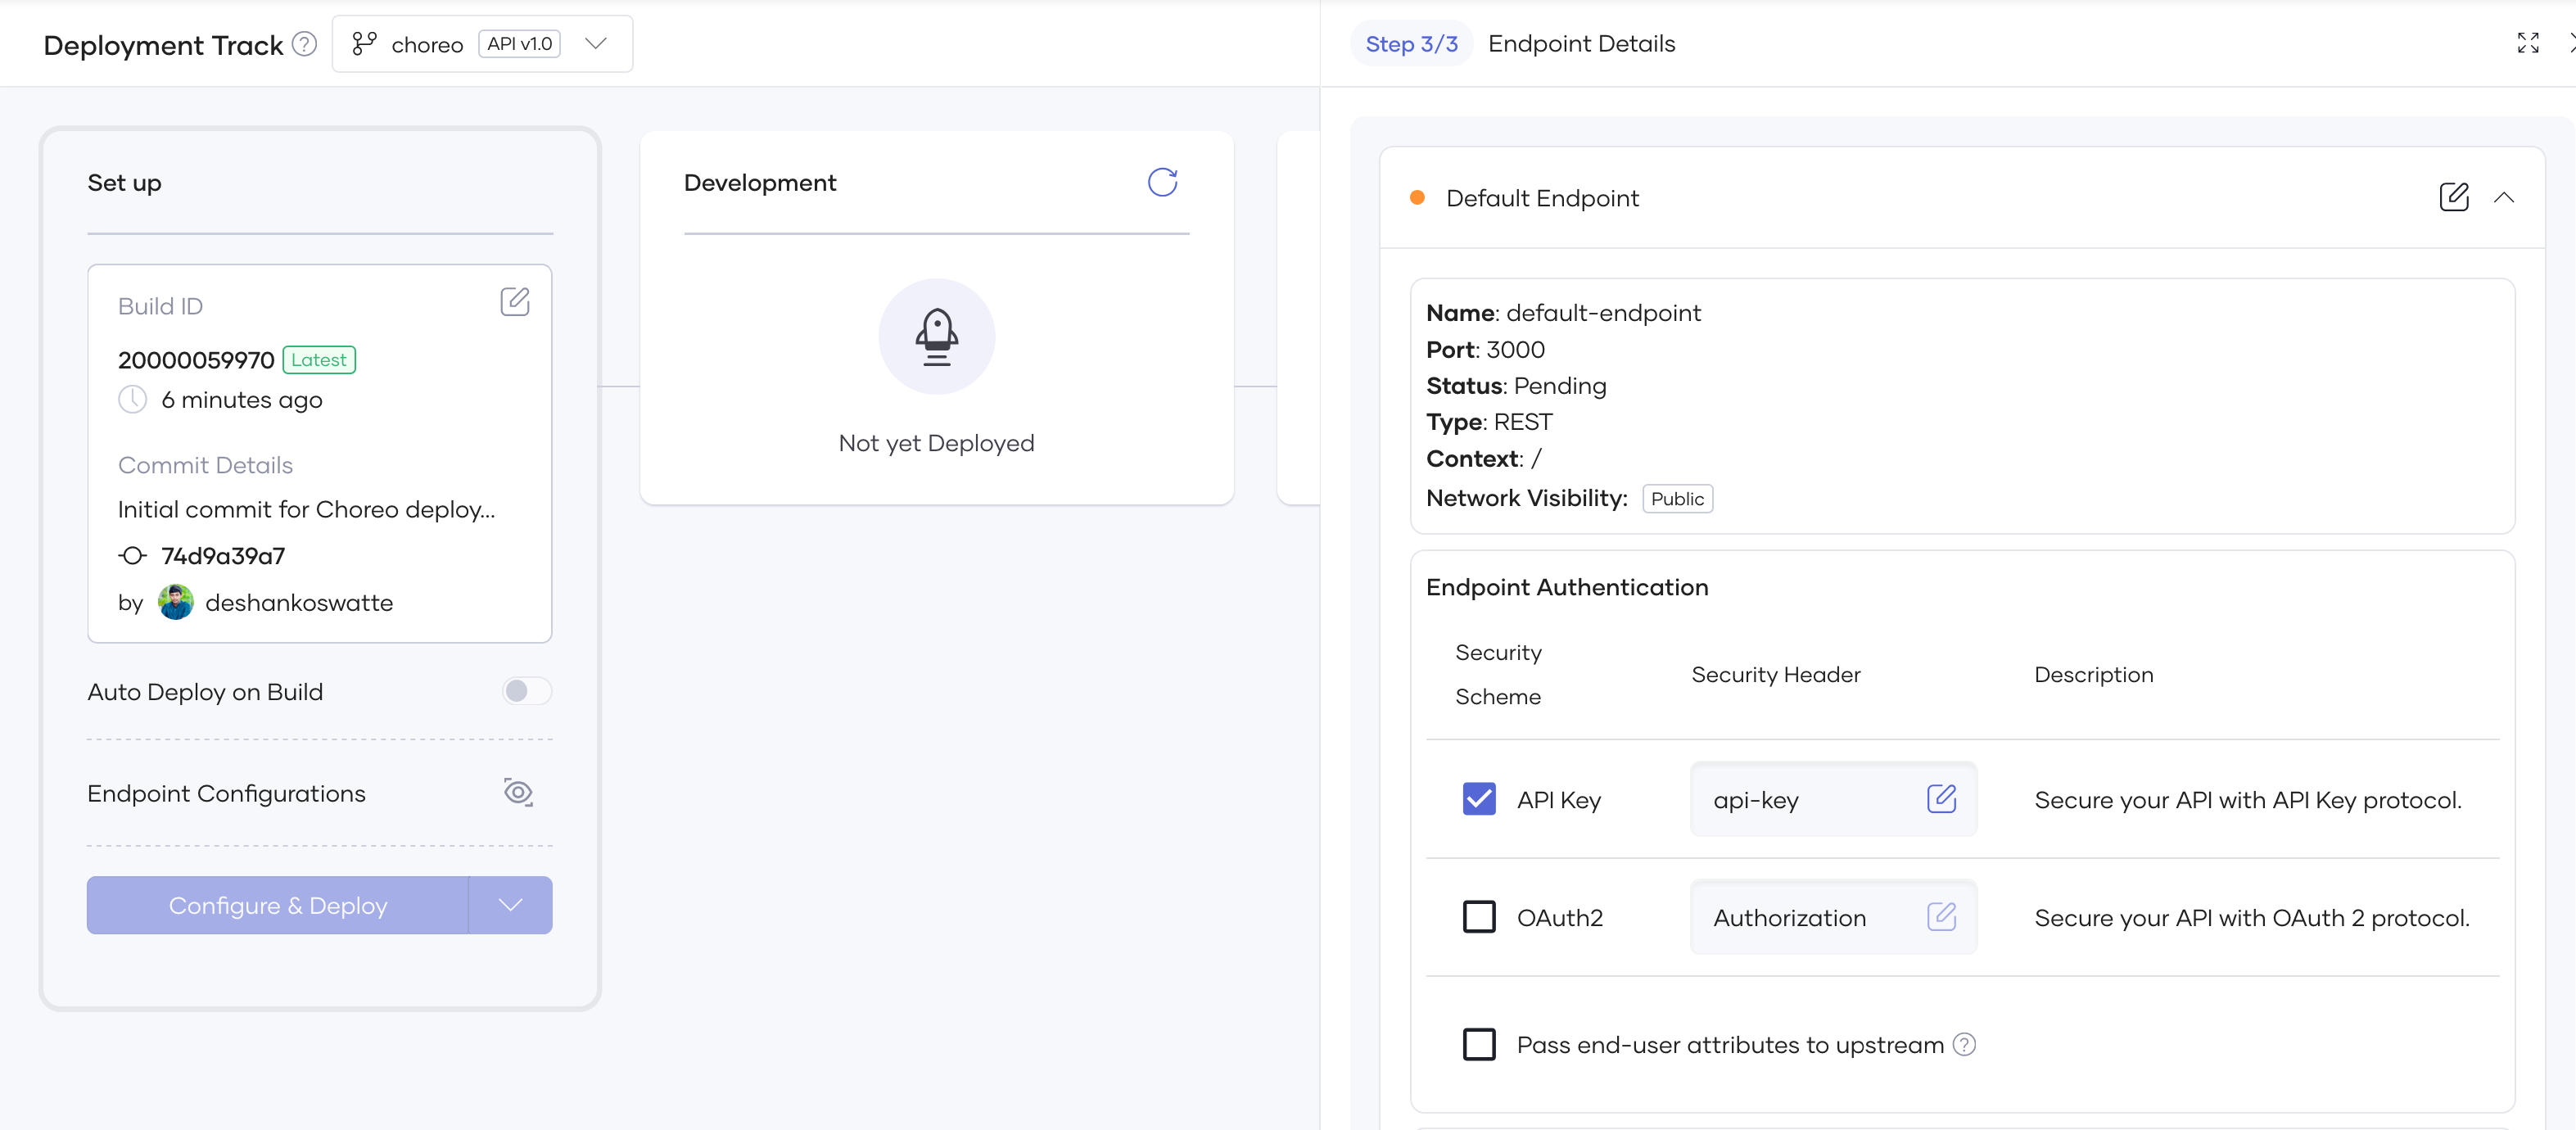 Deployment Track
choreo API v1.0
Set up
Build ID
20000059970 Latest
6 minutes ago
Commit Details
Initial commit for Choreo deploy...
74d9a39a7
by deshankoswatte
Auto Deploy on Build
Endpoint Configurations
Configure & Deploy
Development
Not yet Deployed
Step 3/3 Endpoint Details
Default Endpoint
Name: default-endpoint
Port: 3000
Status: Pending
Type: REST
Context: /
Network Visibility: Public
Endpoint Authentication
Security
Scheme
Security Header
Description
API Key
api-key
Secure your API with API Key protocol.
OAuth2
Authorization
Secure your API with OAuth 2 protocol.
Pass end-user attributes to upstream